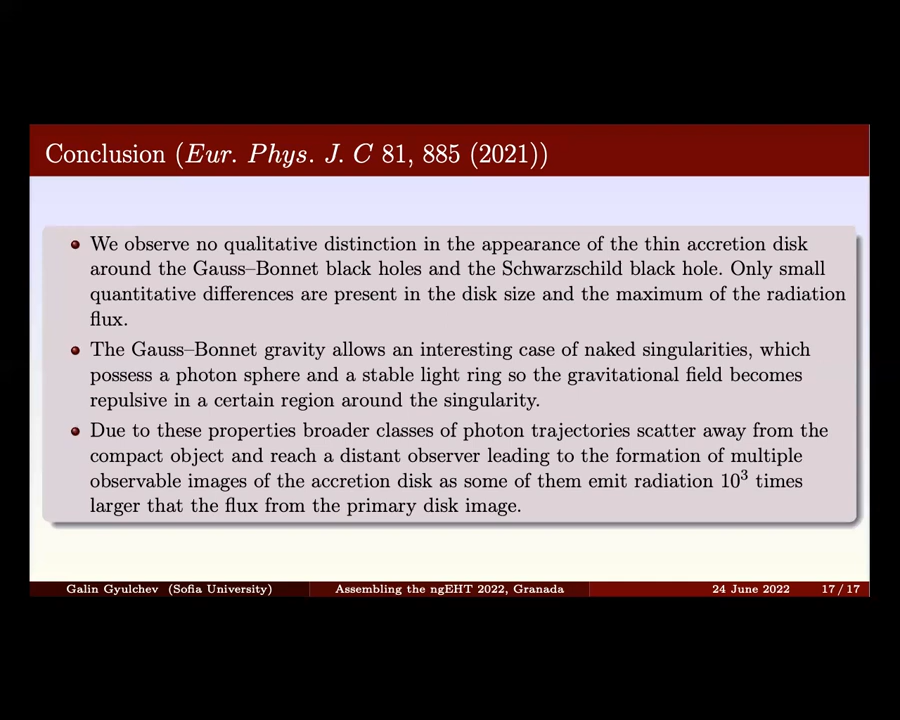 Conclusion (Eur. Phys. J. C 81, 885 (2021))
We observe no qualitative distinction in the appearance of the thin accretion disk
around the Gauss–Bonnet black holes and the Schwarzschild black hole. Only small
quantitative differences are present in the disk size and the maximum of the radiation
flux.
The Gauss–Bonnet gravity allows an interesting case of naked singularities, which
possess a photon sphere and a stable light ring so the gravitational field becomes
repulsive in a certain region around the singularity.
Due to these properties broader classes of photon trajectories scatter away from the
compact object and reach a distant observer leading to the formation of multiple
observable images of the accretion disk as some of them emit radiation 10³ times
larger that the flux from the primary disk image.
Galin Gyulchev (Sofia University) Assembling the ngEHT 2022, Granada 24 June 2022 17 / 17